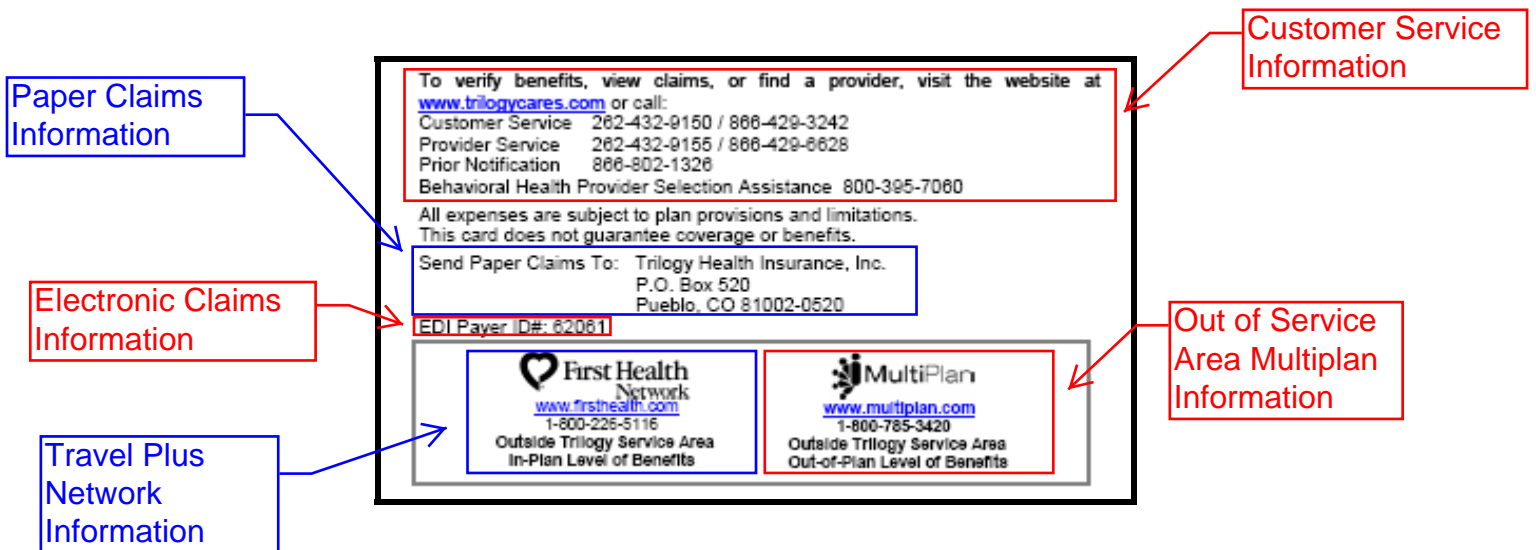 Customer Service
Information
Paper Claims
Information
To verify benefits, view claims, or find a provider, visit the website at
www.trilogycares.com or call:
Customer Service 262-432-9150 / 866-429-3242
Provider Service 262-432-9155 / 866-429-6628
Prior Notification 866-802-1326
Behavioral Health Provider Selection Assistance 800-395-7060
All expenses are subject to plan provisions and limitations.
This card does not guarantee coverage or benefits.
Send Paper Claims To: Trilogy Health Insurance, Inc.
P.O. Box 520
Pueblo, CO 81002-0520
Electronic Claims
Information
EDI Payer ID#: 62061
Out of Service
Area Multiplan
Information
First Health
Network
www.firsthealth.com
1-800-226-5116
Outside Trilogy Service Area
In-Plan Level of Benefits
MultiPlan
www.multiplan.com
1-800-785-3420
Outside Trilogy Service Area
Out-of-Plan Level of Benefits
Travel Plus
Network
Information